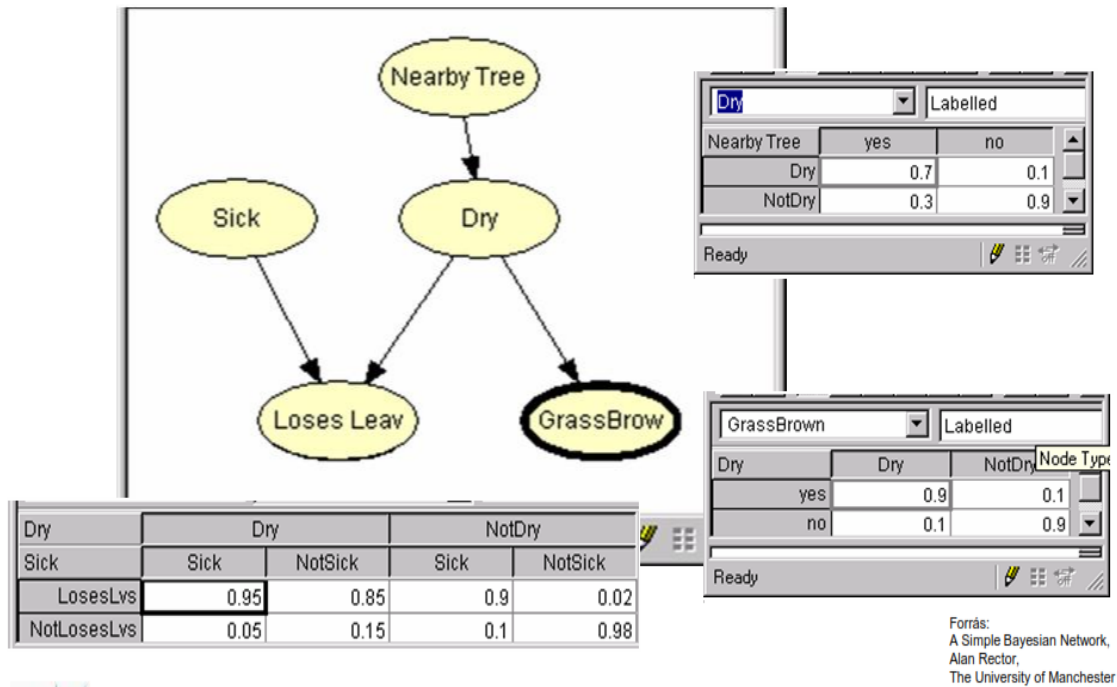 Nearby Tree
Sick
Dry
Loses Leav
GrassBrow
Dry Labelled
Nearby Tree yes no
Dry 0.7 0.1
NotDry 0.3 0.9
Ready off
GrassBrown Labelled
Node Type
Dry Dry NotDry
yes 0.9 0.1
no 0.1 0.9
Ready off
Dry Dry NotDry
Sick Sick NotSick Sick NotSick
LosesLvs 0.95 0.85 0.9 0.02
NotLosesLvs 0.05 0.15 0.1 0.98
Forrás:
A Simple Bayesian Network,
Alan Rector,
The University of Manchester